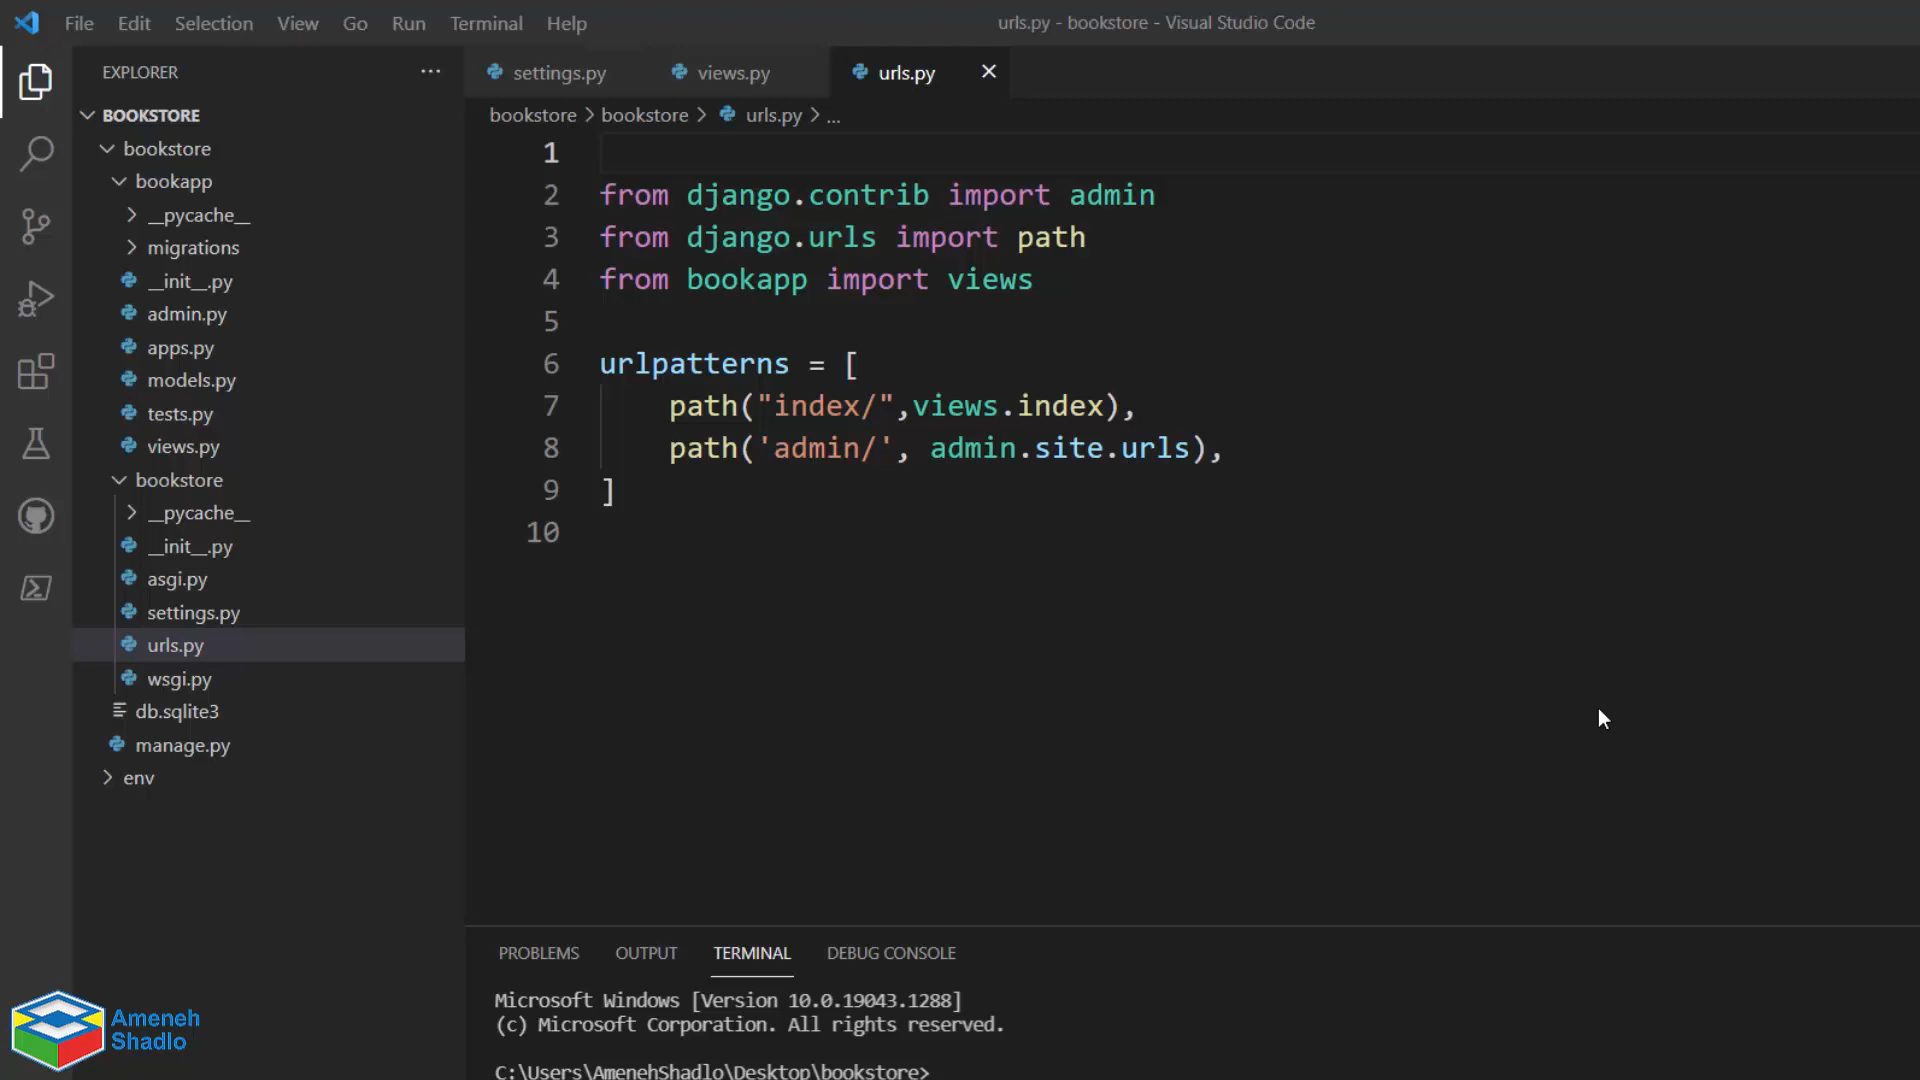 File Edit Selection View Go Run Terminal Help
urls.py - bookstore - Visual Studio Code
EXPLORER
BOOKSTORE
bookstore
bookapp
__pycache__
migrations
__init__.py
admin.py
apps.py
models.py
tests.py
views.py
bookstore
__pycache__
__init__.py
asgi.py
settings.py
urls.py
wsgi.py
db.sqlite3
manage.py
env
settings.py views.py urls.py
bookstore > bookstore > urls.py > ...
1
2 from django.contrib import admin
3 from django.urls import path
4 from bookapp import views
5
6 urlpatterns = [
7     path("index/",views.index),
8     path('admin/', admin.site.urls),
9 ]
10
PROBLEMS OUTPUT TERMINAL DEBUG CONSOLE
Microsoft Windows [Version 10.0.19043.1288]
(c) Microsoft Corporation. All rights reserved.
C:\Users\AmenehShadlo\Desktop\bookstore>
Ameneh
Shadlo